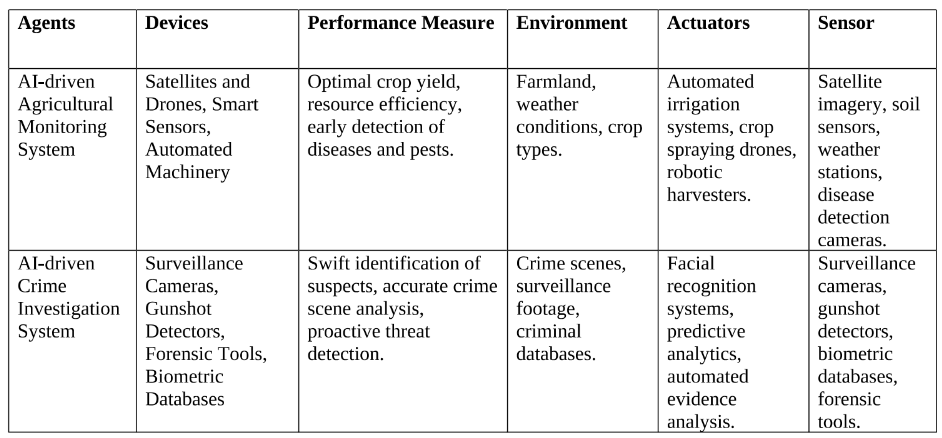 Agents Devices Performance Measure Environment Actuators Sensor
AI-driven
Agricultural
Monitoring
System
Satellites and
Drones, Smart
Sensors,
Automated
Machinery
Optimal crop yield,
resource efficiency,
early detection of
diseases and pests.
Farmland,
weather
conditions, crop
types.
Automated
irrigation
systems, crop
spraying drones,
robotic
harvesters.
Satellite
imagery, soil
sensors,
weather
stations,
disease
detection
cameras.
AI-driven
Crime
Investigation
System
Surveillance
Cameras,
Gunshot
Detectors,
Forensic Tools,
Biometric
Databases
Swift identification of
suspects, accurate crime
scene analysis,
proactive threat
detection.
Crime scenes,
surveillance
footage,
criminal
databases.
Facial
recognition
systems,
predictive
analytics,
automated
evidence
analysis.
Surveillance
cameras,
gunshot
detectors,
biometric
databases,
forensic
tools.